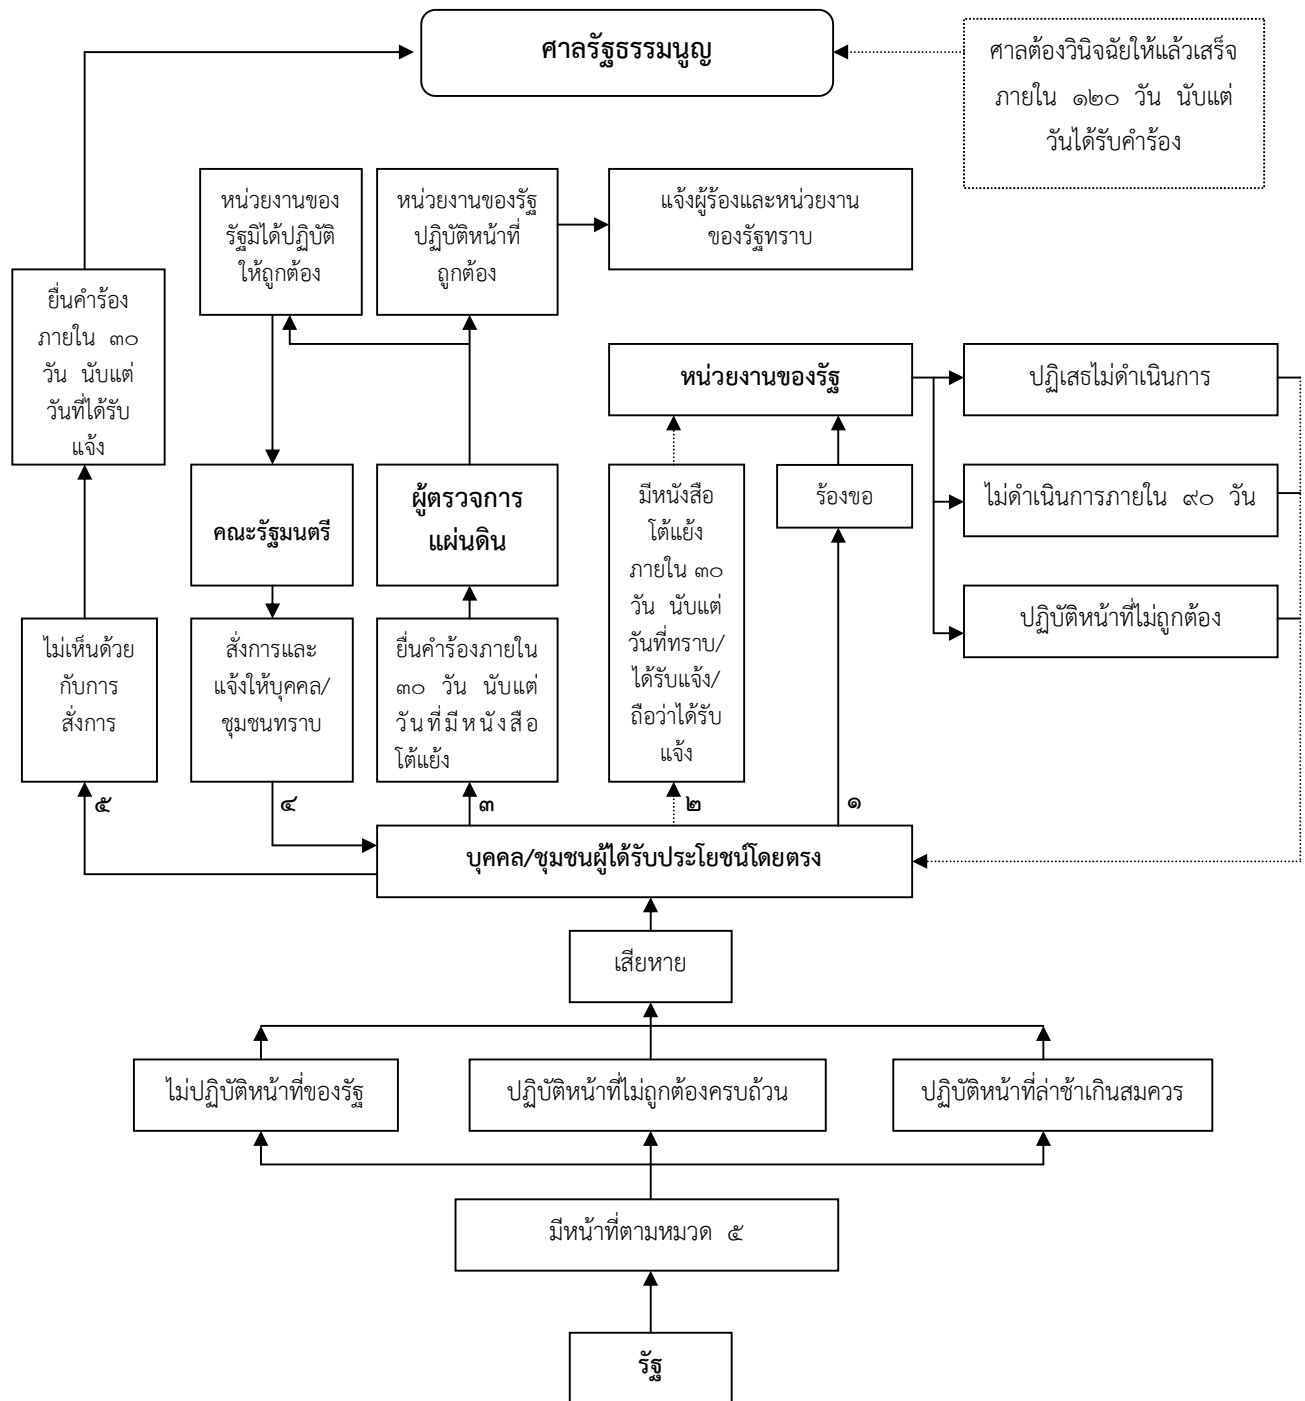 ศาลรัฐธรรมนูญ
ศาลต้องวินิจฉัยให้แล้วเสร็จ
ภายใน ๑๒๐ วัน นับแต่
วันได้รับคำร้อง
หน่วยงานของ
รัฐมิได้ปฏิบัติ
ให้ถูกต้อง
หน่วยงานของรัฐ
ปฏิบัติหน้าที่
ถูกต้อง
แจ้งผู้ร้องและหน่วยงาน
ของรัฐทราบ
ยื่นคำร้อง
ภายใน ๓๐
วัน นับแต่
วันที่ได้รับ
แจ้ง
หน่วยงานของรัฐ
ปฏิเสธไม่ดำเนินการ
คณะรัฐมนตรี
ผู้ตรวจการ
แผ่นดิน
มีหนังสือ
โต้แย้ง
ภายใน ๓๐
วัน นับแต่
วันที่ทราบ/
ได้รับแจ้ง/
ถือว่าได้รับ
แจ้ง
ร้องขอ
ไม่ดำเนินการภายใน ๙๐ วัน
ปฏิบัติหน้าที่ไม่ถูกต้อง
ไม่เห็นด้วย
กับการ
สั่งการ
สั่งการและ
แจ้งให้บุคคล/
ชุมชนทราบ
ยื่นคำร้องภายใน
๓๐ วัน นับแต่
วันที่มีหนังสือ
โต้แย้ง
๕
๔
๓
๒
๑
บุคคล/ชุมชนผู้ได้รับประโยชน์โดยตรง
เสียหาย
ไม่ปฏิบัติหน้าที่ของรัฐ
ปฏิบัติหน้าที่ไม่ถูกต้องครบถ้วน
ปฏิบัติหน้าที่ล่าช้าเกินสมควร
มีหน้าที่ตามหมวด ๕
รัฐ